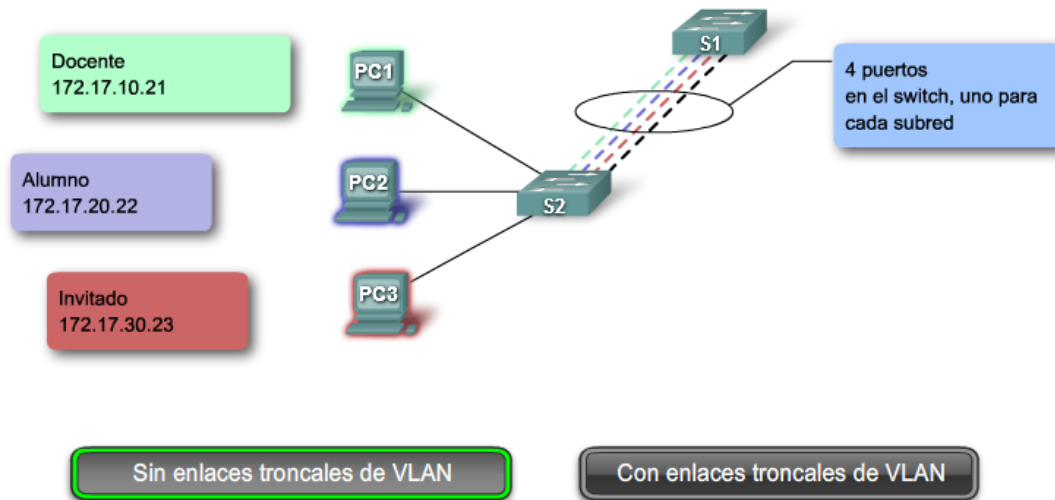 Docente
172.17.10.21
PC1
S1
4 puertos
en el switch, uno para
cada subred
Alumno
172.17.20.22
PC2
S2
Invitado
172.17.30.23
PC3
Sin enlaces troncales de VLAN
Con enlaces troncales de VLAN